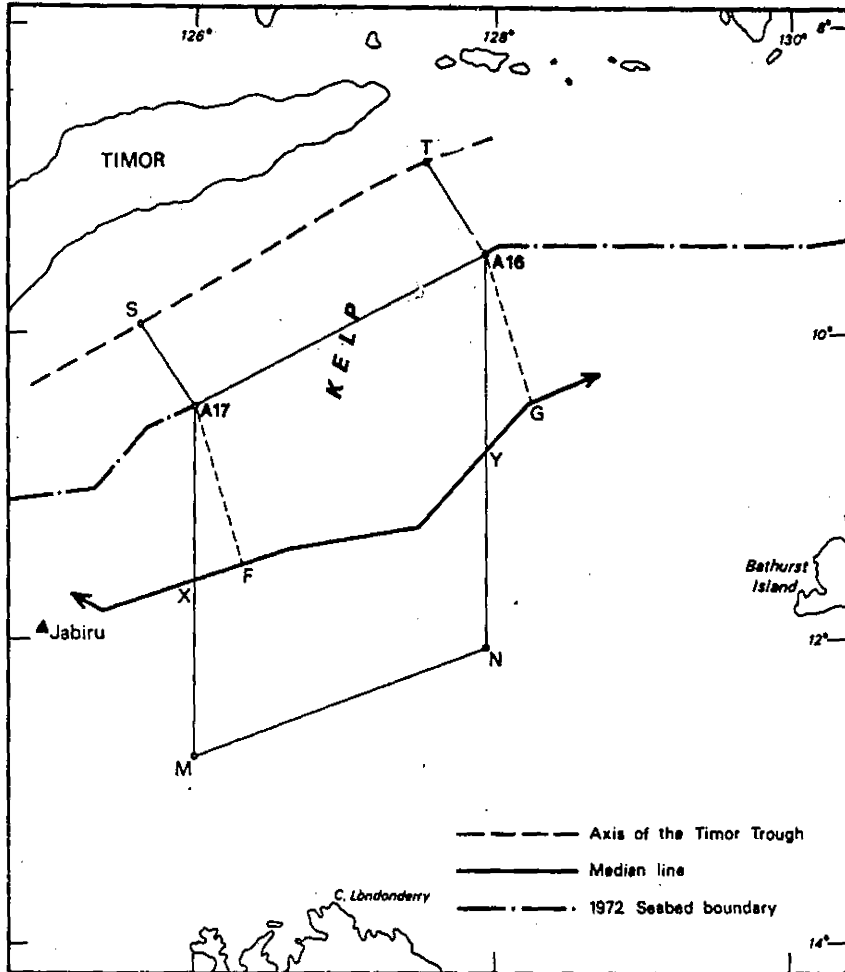 126°
128°
130°
8°
TIMOR
T
A16
S
KELP
10°
A17
G
Y
Bathurst
Island
F
X
Jabiru
12°
N
M
Axis of the Timor Trough
Median line
C. Londonderry
1972 Seabed boundary
14°